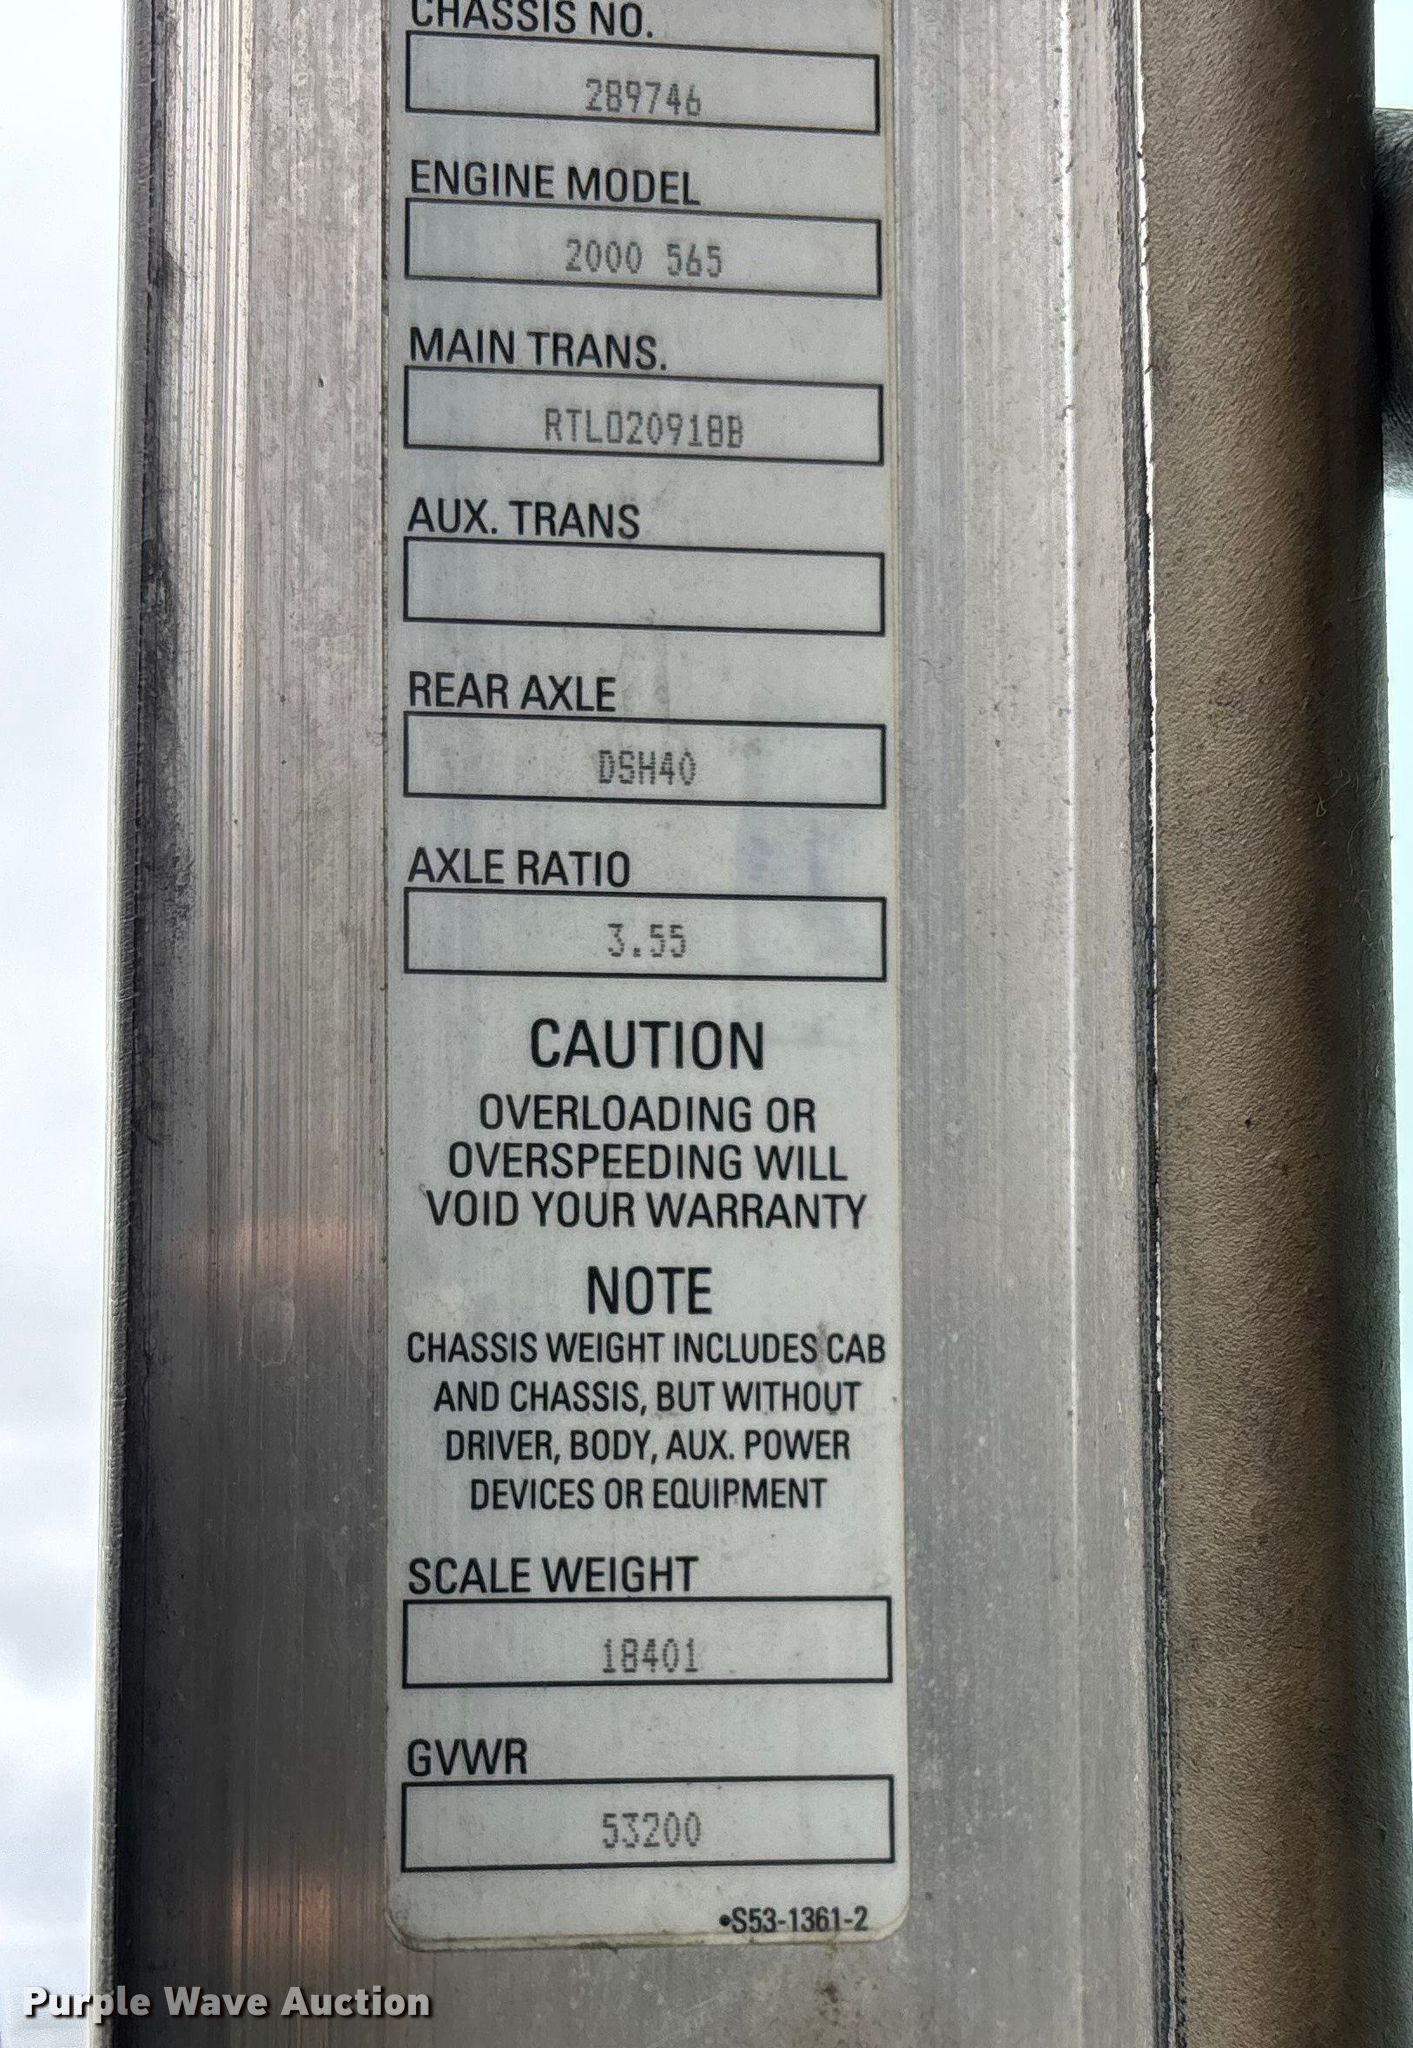 CHASSIS NO.
289746
ENGINE MODEL
2000 565
MAIN TRANS.
RTLO20918B
AUX. TRANS
REAR AXLE
DSH40
AXLE RATIO
3.55
CAUTION
OVERLOADING OR
OVERSPEEDING WILL
VOID YOUR WARRANTY
NOTE
CHASSIS WEIGHT INCLUDES CAB
AND CHASSIS, BUT WITHOUT
DRIVER, BODY, AUX. POWER
DEVICES OR EQUIPMENT
SCALE WEIGHT
18401
GVWR
53200
•S53-1361-2
Purple Wave Auction